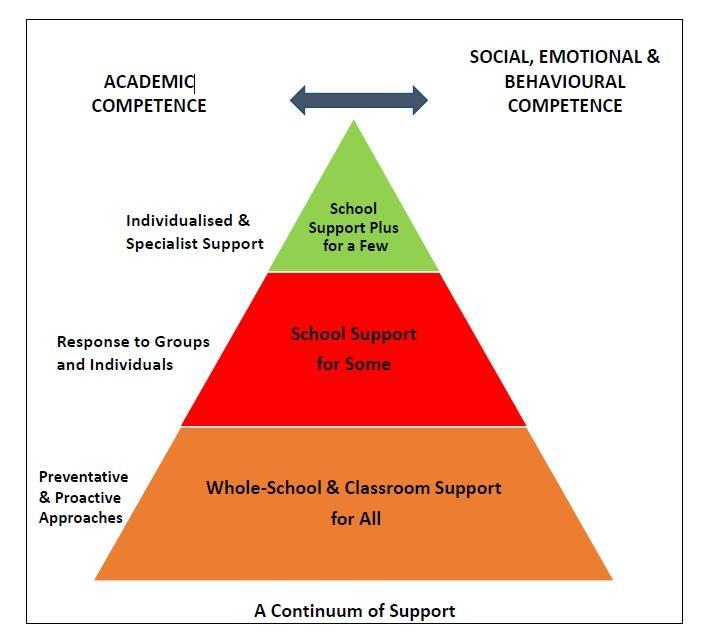 SOCIAL, EMOTIONAL &
BEHAVIOURAL
COMPETENCE
ACADEMIC
COMPETENCE
School
Support Plus
for a Few
Individualised &
Specialist Support
School Support
for Some
Response to Groups
and Individuals
Whole-School & Classroom Support
for All
Preventative
& Proactive
Approaches
A Continuum of Support